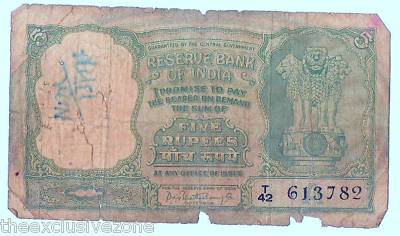 GUARANTEED BY THE CENTRAL GOVERNMENT
RESERVE BANK
OF INDIA
I PROMISE TO PAY
THE BEARER ON DEMAND
THE SUM OF
FIVE
RUPEES
पाँच रुपये
AT ANY OFFICE OF ISSUE
FOR THE RESERVE BANK OF INDIA
T
42 613782
5
theexclusivezone